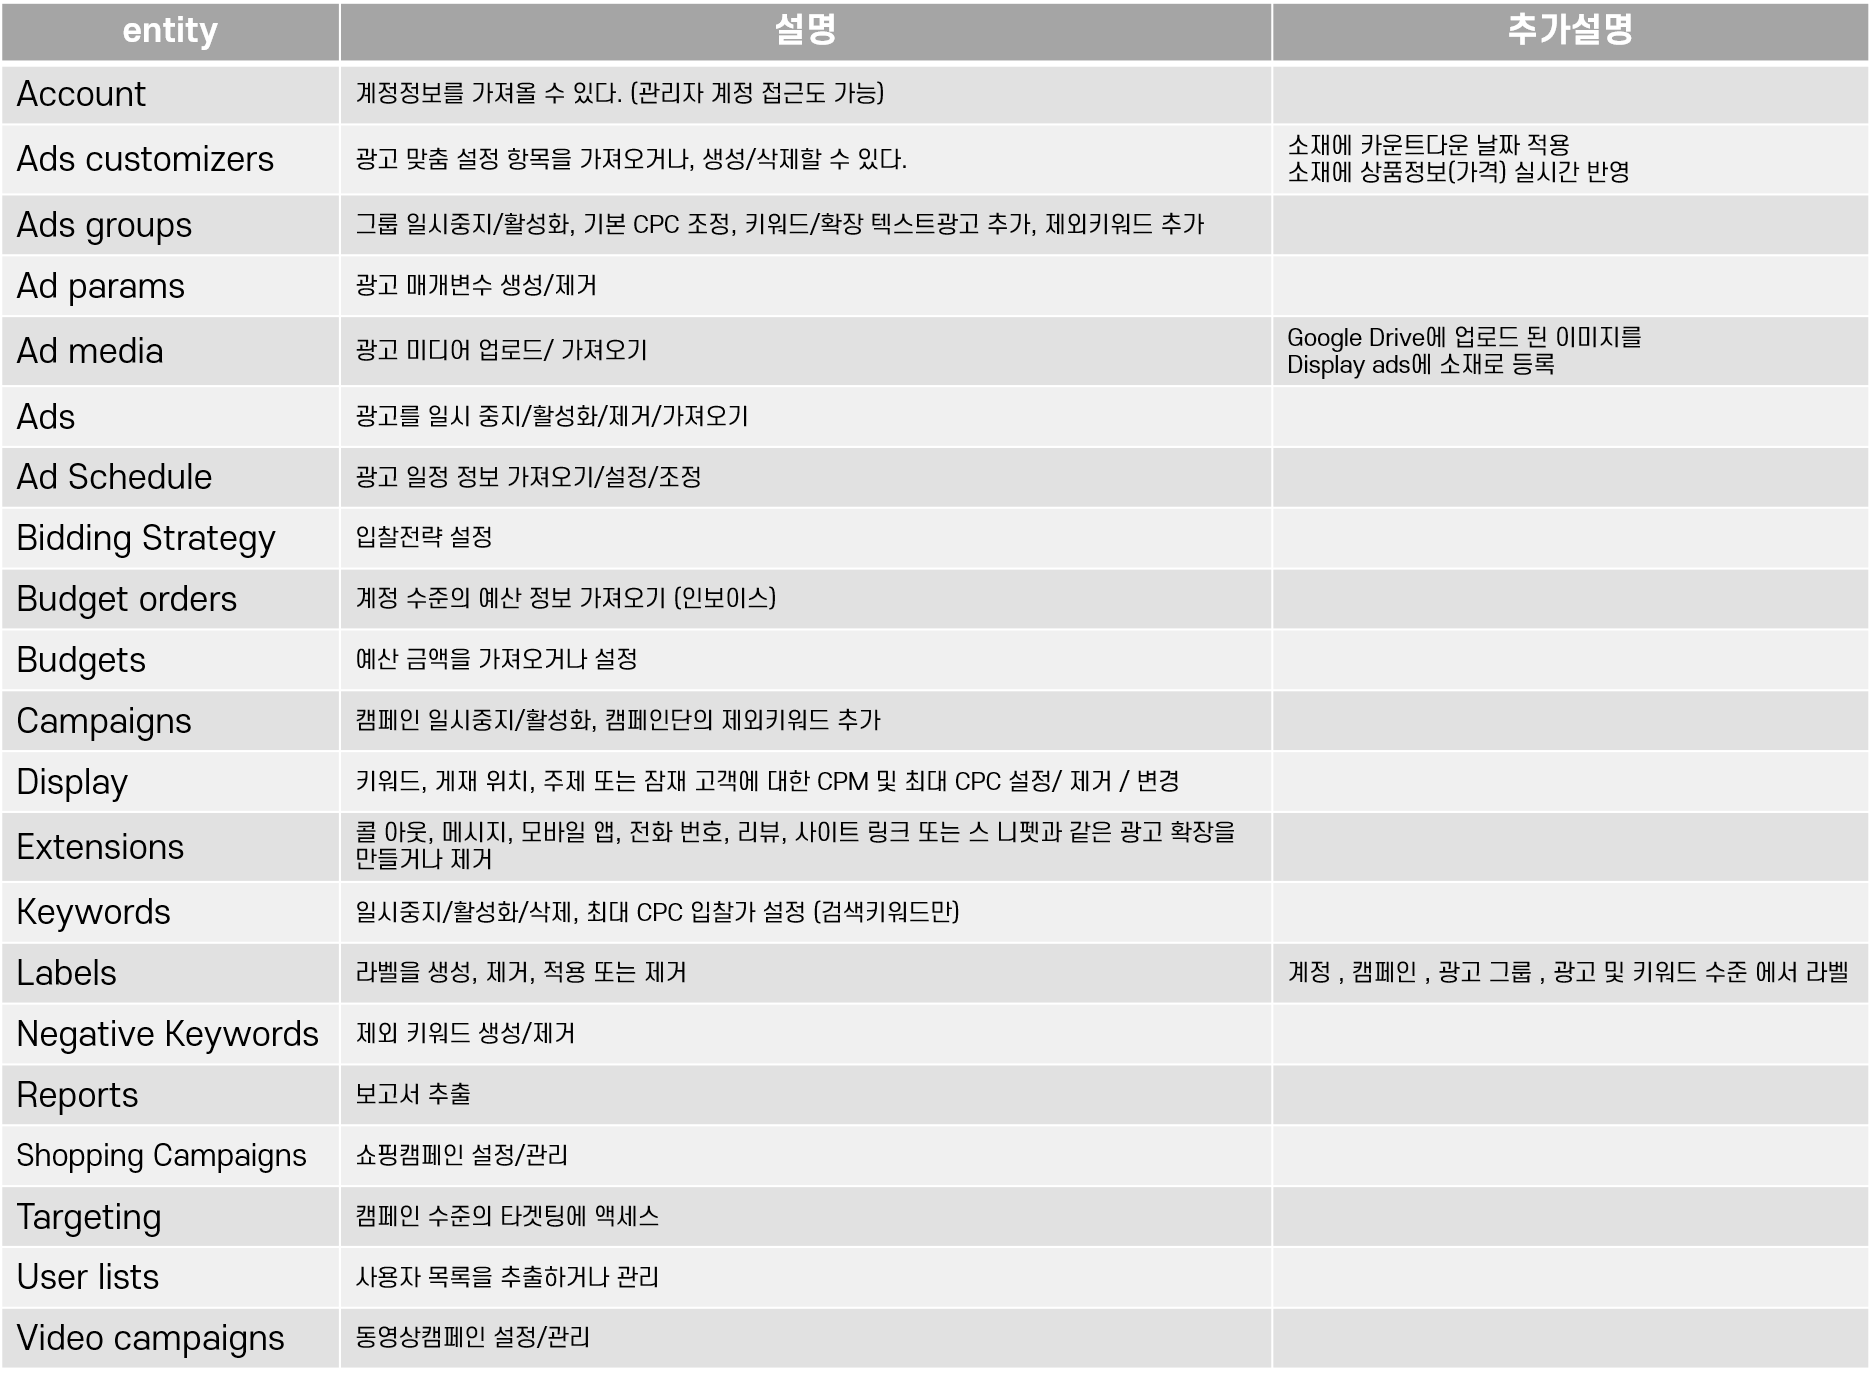 entity 설명 추가설명
Account 계정정보를 가져올 수 있다. (관리자 계정 접근도 가능)
Ads customizers 광고 맞춤 설정 항목을 가져오거나, 생성/삭제할 수 있다. 소재에 카운트다운 날짜 적용
소재에 상품정보(가격) 실시간 반영
Ads groups 그룹 일시중지/활성화, 기본 CPC 조정, 키워드/확장 텍스트광고 추가, 제외키워드 추가
Ad params 광고 매개변수 생성/제거
Ad media 광고 미디어 업로드/ 가져오기 Google Drive에 업로드 된 이미지를
Display ads에 소재로 등록
Ads 광고를 일시 중지/활성화/제거/가져오기
Ad Schedule 광고 일정 정보 가져오기/설정/조정
Bidding Strategy 입찰전략 설정
Budget orders 계정 수준의 예산 정보 가져오기 (인보이스)
Budgets 예산 금액을 가져오거나 설정
Campaigns 캠페인 일시중지/활성화, 캠페인단의 제외키워드 추가
Display 키워드, 게재 위치, 주제 또는 잠재 고객에 대한 CPM 및 최대 CPC 설정/ 제거 / 변경
Extensions 콜 아웃, 메시지, 모바일 앱, 전화 번호, 리뷰, 사이트 링크 또는 스 니펫과 같은 광고 확장을
만들거나 제거
Keywords 일시중지/활성화/삭제, 최대 CPC 입찰가 설정 (검색키워드만)
Labels 라벨을 생성, 제거, 적용 또는 제거 계정 , 캠페인 , 광고 그룹 , 광고 및 키워드 수준 에서 라벨
Negative Keywords 제외 키워드 생성/제거
Reports 보고서 추출
Shopping Campaigns 쇼핑캠페인 설정/관리
Targeting 캠페인 수준의 타겟팅에 액세스
User lists 사용자 목록을 추출하거나 관리
Video campaigns 동영상캠페인 설정/관리